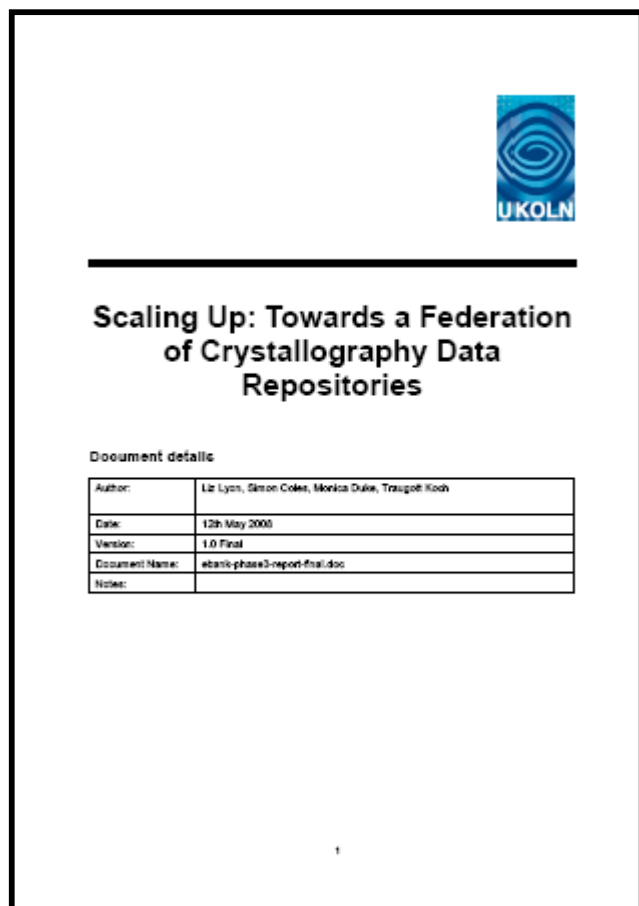 UKOLN
Scaling Up: Towards a Federation
of Crystallography Data
Repositories
Document details
Author: Liz Lyon, Simon Coles, Monica Duke, Traugott Koch
Date: 12th May 2008
Version: 1.0 Final
Document Name: ebank-phase3-report-final.doc
Notes:
1